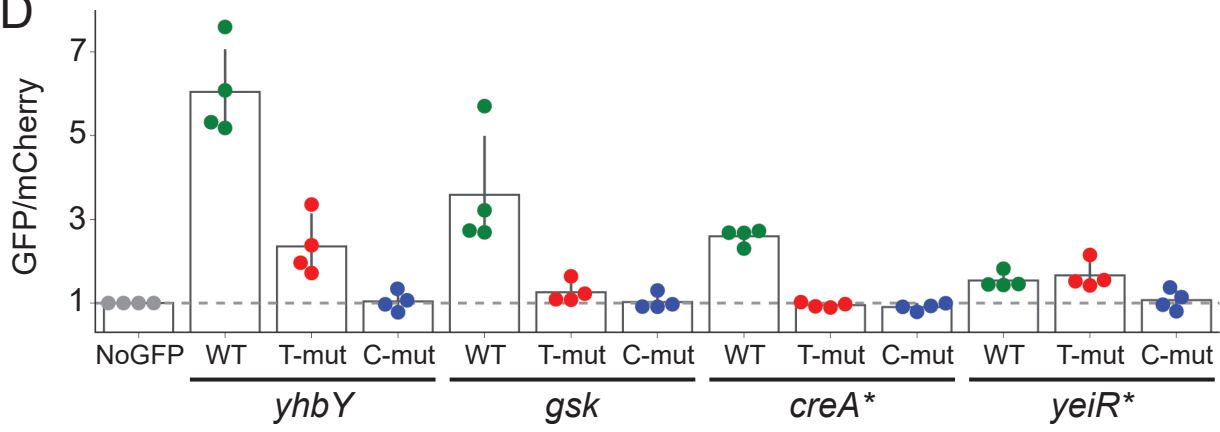 D
GFP/mCherry
7
5
3
1
NoGFP WT T-mut C-mut WT T-mut C-mut WT T-mut C-mut WT T-mut C-mut
yhbY gsk creA* yeiR*